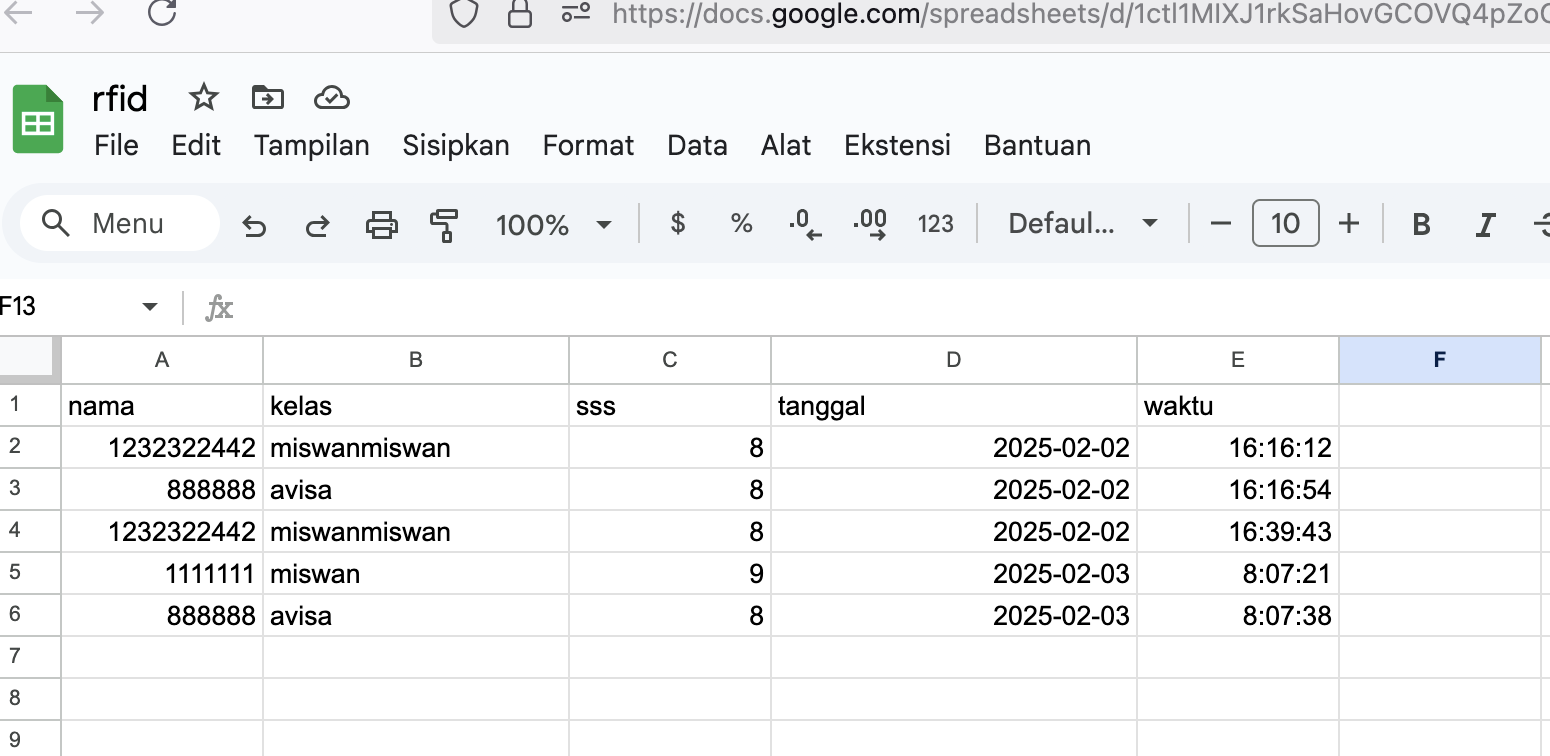 https://docs.google.com/spreadsheets/d/1ctl1MIXJ1rkSaHovGCOVQ4pZo
rfid
File Edit Tampilan Sisipkan Format Data Alat Ekstensi Bantuan
Menu 100% $ % .0 .00 123 Defaul... 10 B I
F13 fx
A B C D E F
1 nama kelas sss tanggal waktu
2 1232322442 miswanmiswan 8 2025-02-02 16:16:12
3 888888 avisa 8 2025-02-02 16:16:54
4 1232322442 miswanmiswan 8 2025-02-02 16:39:43
5 1111111 miswan 9 2025-02-03 8:07:21
6 888888 avisa 8 2025-02-03 8:07:38
7
8
9